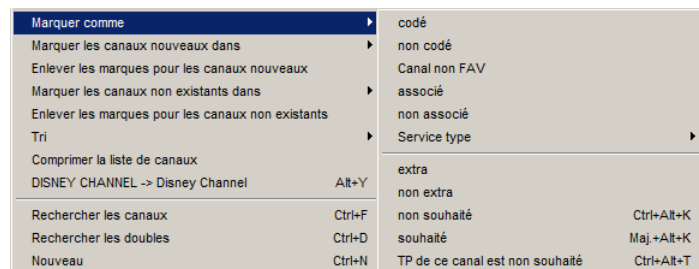 Marquer comme
Marquer les canaux nouveaux dans
Enlever les marques pour les canaux nouveaux
Marquer les canaux non existants dans
Enlever les marques pour les canaux non existants
Tri
Comprimer la liste de canaux
DISNEY CHANNEL -> Disney Channel Alt+Y
Rechercher les canaux Ctrl+F
Rechercher les doubles Ctrl+D
Nouveau Ctrl+N
codé
non codé
Canal non FAV
associé
non associé
Service type
extra
non extra
non souhaité Ctrl+Alt+K
souhaité Maj.+Alt+K
TP de ce canal est non souhaité Ctrl+Alt+T